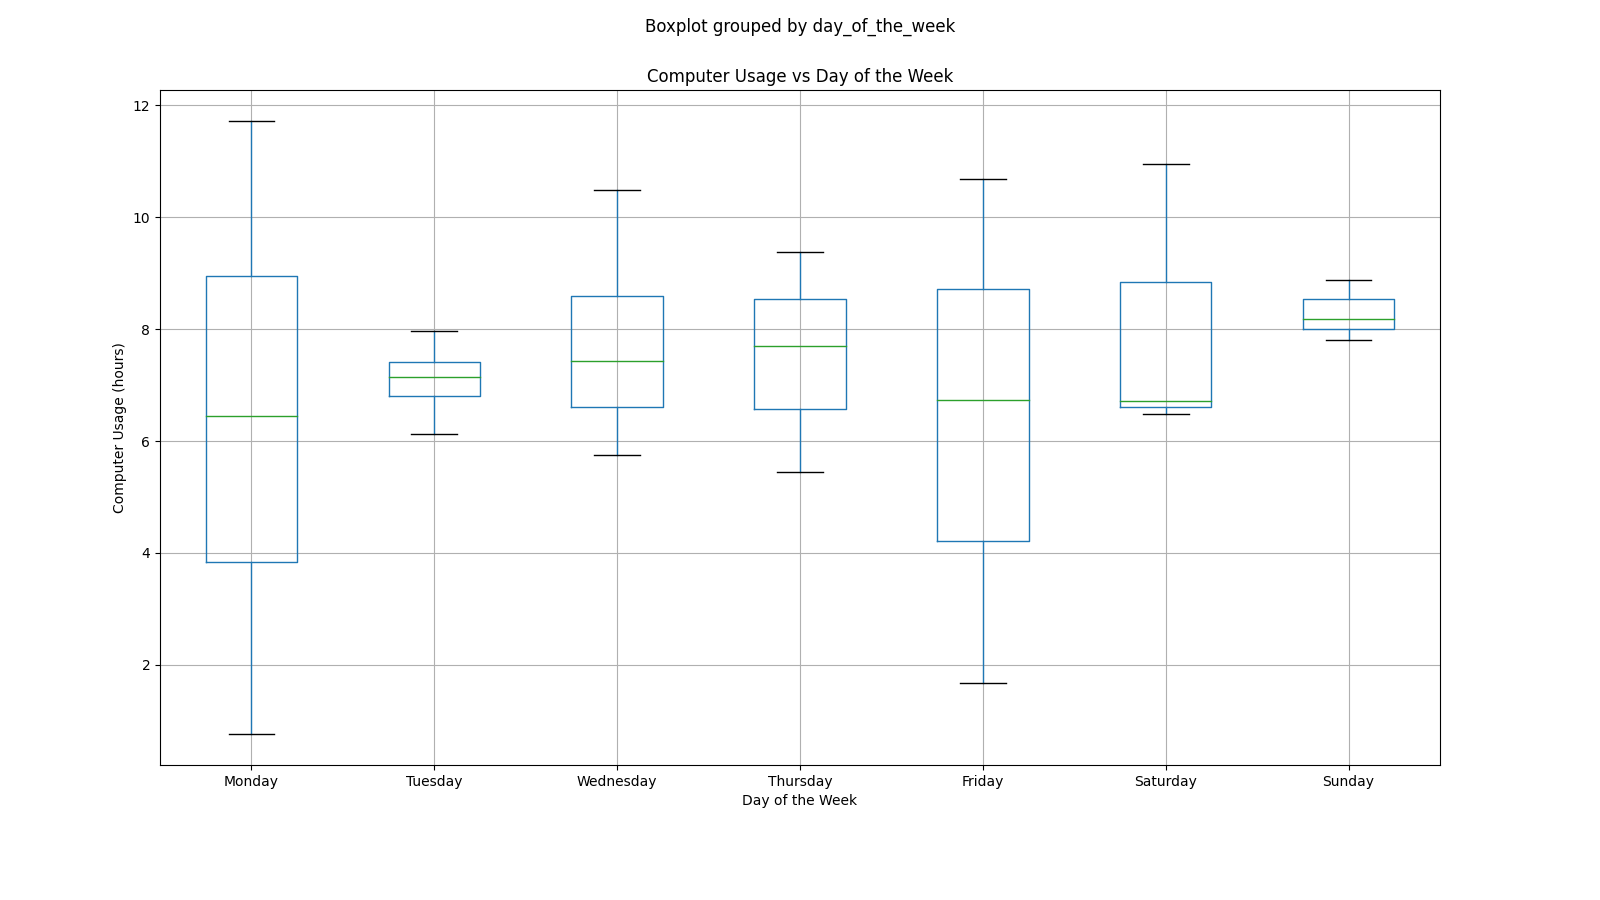 Boxplot grouped by day_of_the_week
Computer Usage vs Day of the Week
12
10
8
6
4
2
Computer Usage (hours)
Monday Tuesday Wednesday Thursday Friday Saturday Sunday
Day of the Week